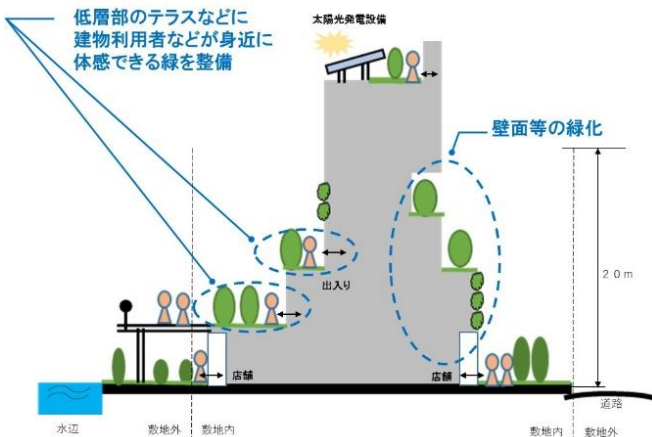 低層部のテラスなどに
建物利用者などが身近に
体感できる緑を整備
太陽光発電設備
壁面等の緑化
20m
出入り
店舗
店舗
道路
水辺
敷地外
敷地内
敷地内
敷地外